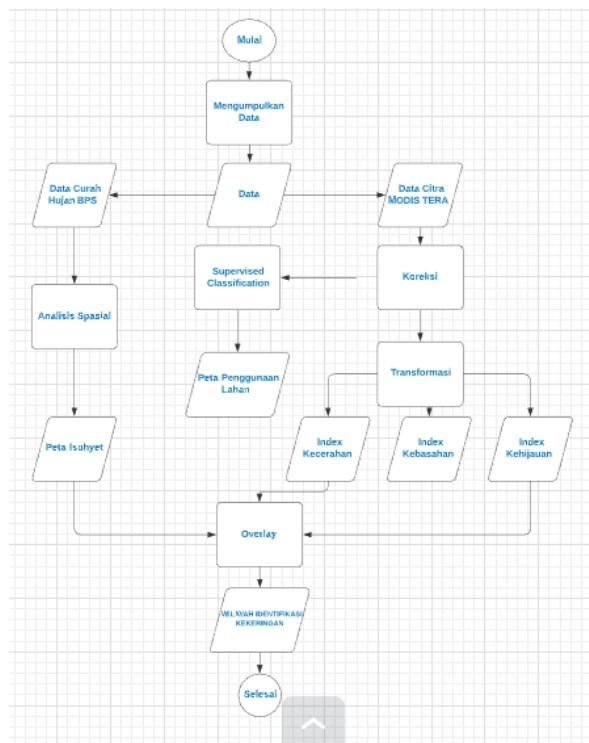 Mulai
Mengumpulkan
Data
Data Curah
Hujan BPS
Data
Data Citra
MODIS TERA
Supervised
Classification
Koreksi
Analisis Spasial
Transformasi
Peta Penggunaan
Lahan
Peta Isohyet
Index
Kecerahan
Index
Kebasahan
Index
Kehijauan
Overlay
WILAYAH IDENTIFIKASI
KEKERINGAN
Selesai